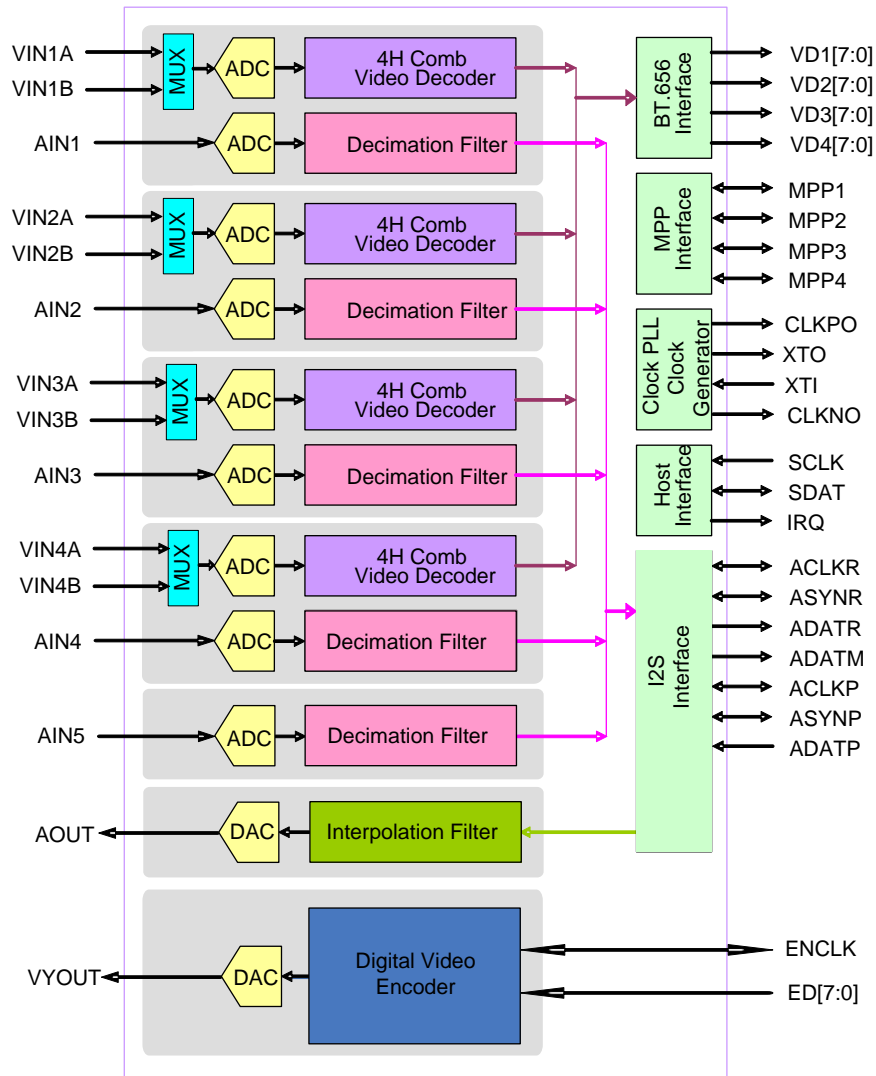 VIN1A
VIN1B
MUX
ADC
4H Comb
Video Decoder
AIN1
ADC
Decimation Filter
VIN2A
VIN2B
MUX
ADC
4H Comb
Video Decoder
AIN2
ADC
Decimation Filter
VIN3A
VIN3B
MUX
ADC
4H Comb
Video Decoder
AIN3
ADC
Decimation Filter
VIN4A
VIN4B
MUX
ADC
4H Comb
Video Decoder
AIN4
ADC
Decimation Filter
AIN5
ADC
Decimation Filter
AOUT
DAC
Interpolation Filter
VYOUT
DAC
Digital Video
Encoder
BT.656
Interface
VD1[7:0]
VD2[7:0]
VD3[7:0]
VD4[7:0]
MPP
Interface
MPP1
MPP2
MPP3
MPP4
Clock PLL
Clock
Generator
CLKPO
XTO
XTI
CLKNO
Host
Interface
SCLK
SDAT
IRQ
I2S
Interface
ACLKR
ASYNR
ADATR
ADATM
ACLKP
ASYNP
ADATP
ENCLK
ED[7:0]